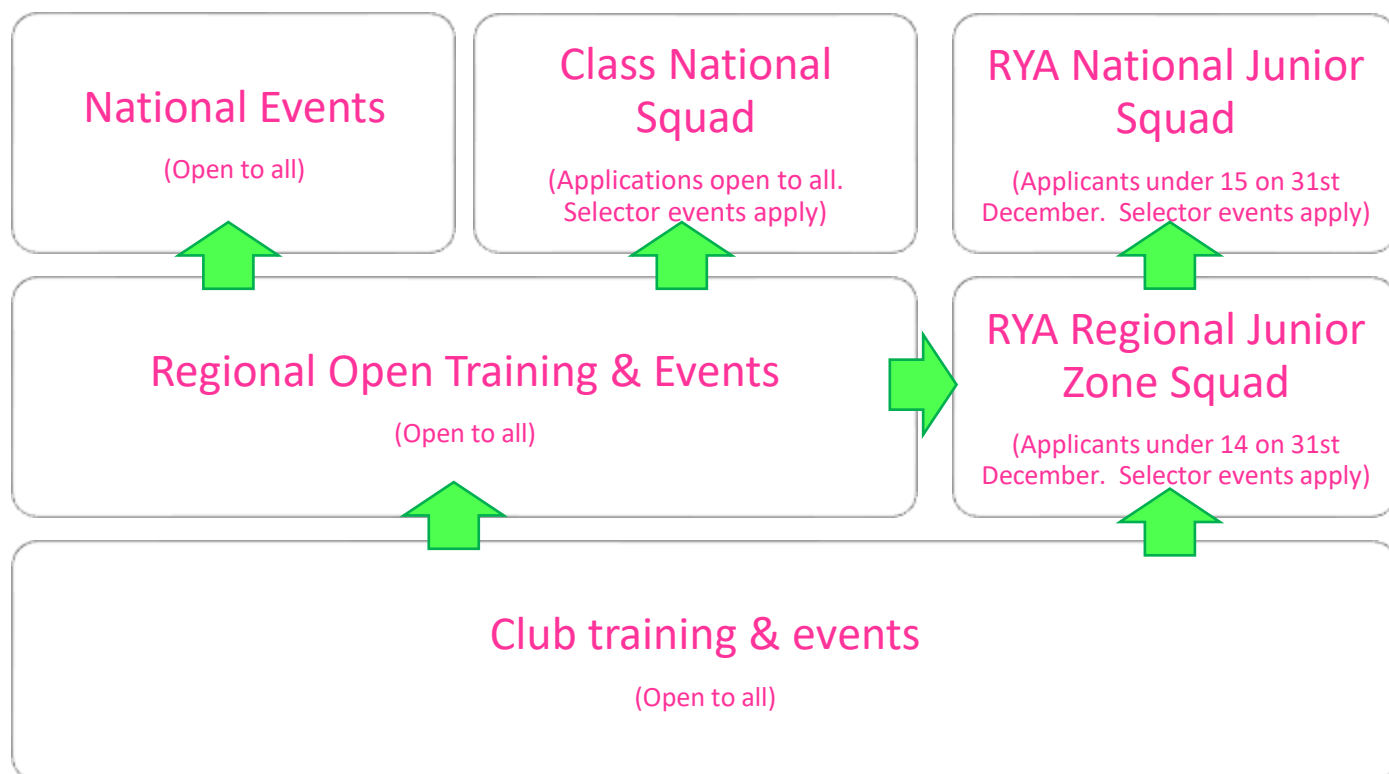 National Events
(Open to all)
Class National
Squad
(Applications open to all.
Selector events apply)
RYA National Junior
Squad
(Applicants under 15 on 31st
December.  Selector events apply)
Regional Open Training & Events
(Open to all)
RYA Regional Junior
Zone Squad
(Applicants under 14 on 31st
December.  Selector events apply)
Club training & events
(Open to all)